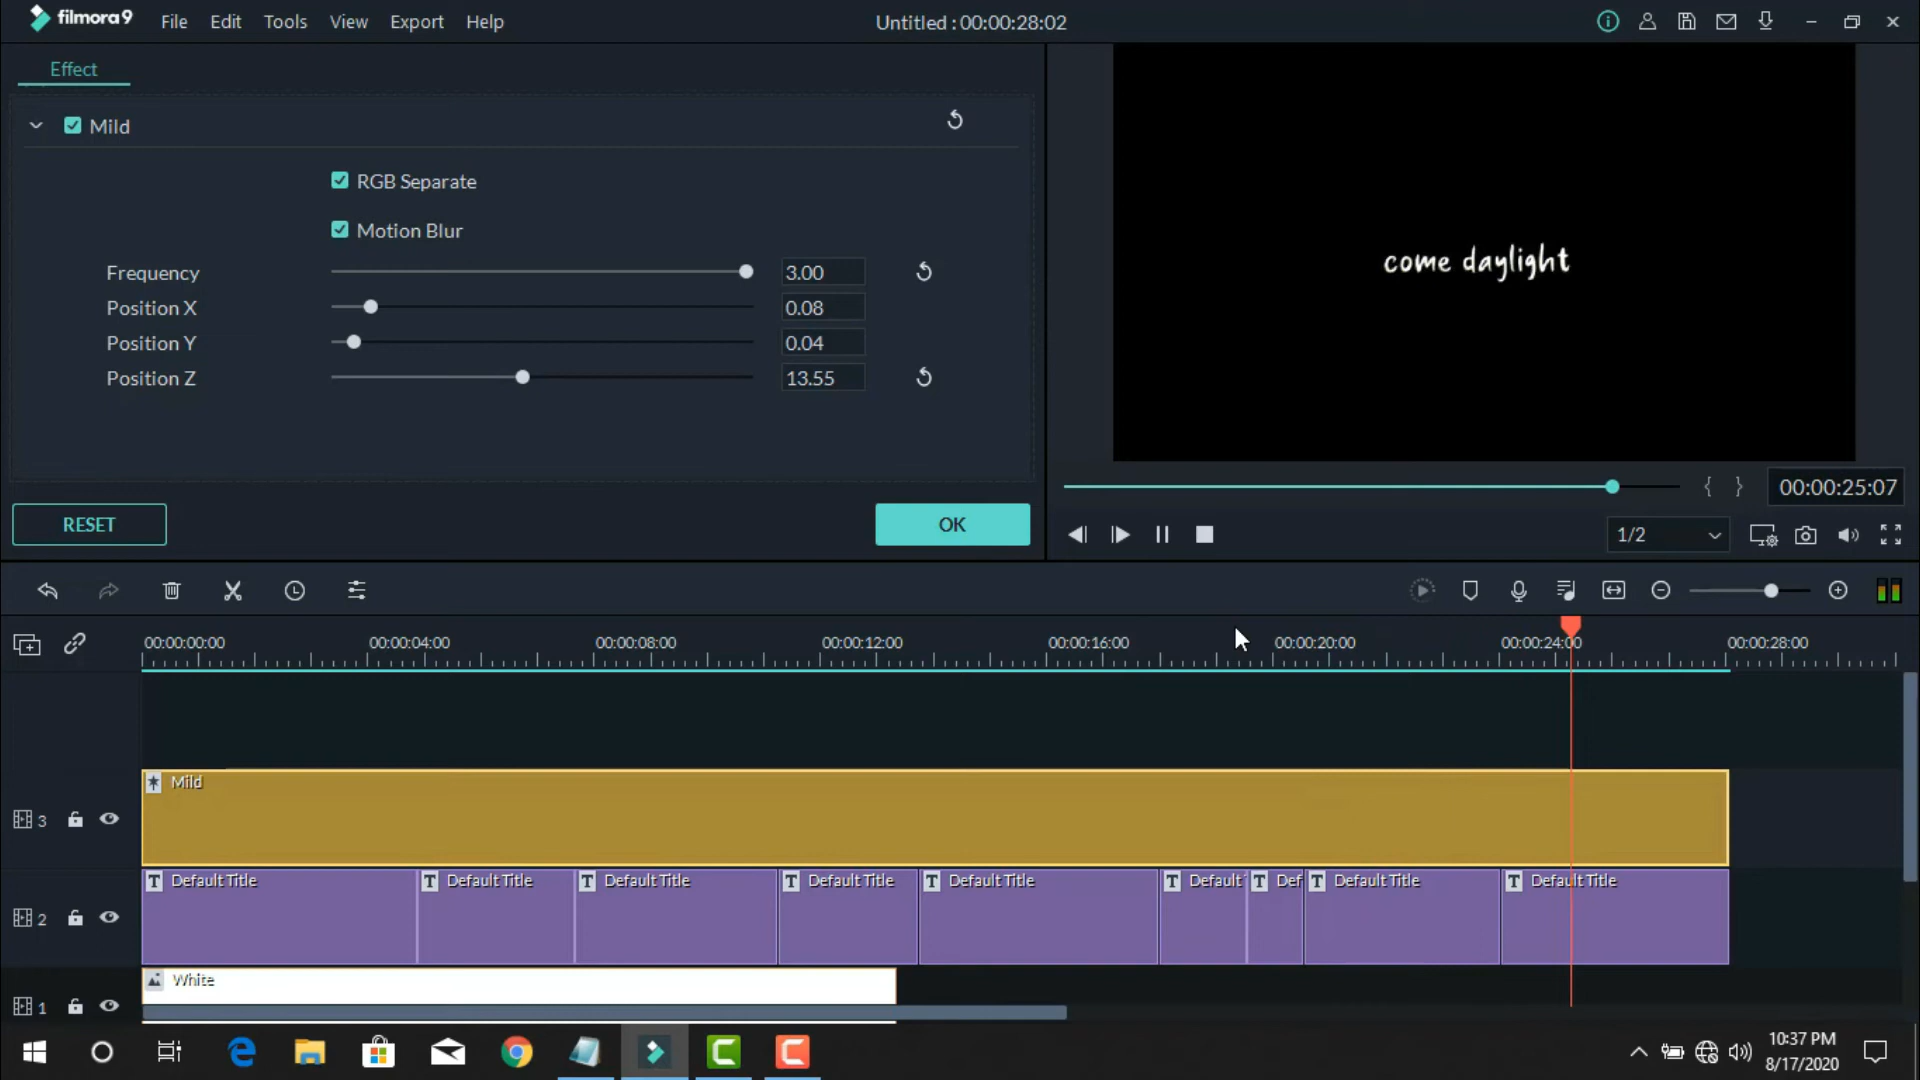 filmora9 File Edit Tools View Export Help Untitled : 00:00:28:02
Effect
Mild
RGB Separate
Motion Blur
Frequency 3.00
Position X 0.08
Position Y 0.04
Position Z 13.55
RESET OK
come daylight
{ } 00:00:25:07
1/2
00:00:00:00 00:00:04:00 00:00:08:00 00:00:12:00 00:00:16:00 00:00:20:00 00:00:24:00 00:00:28:00
Mild
3
T Default Title T Default Title T Default Title T Default Title T Default Title T Default T Def T Default Title T Default Title
2
White
1
10:37 PM
8/17/2020